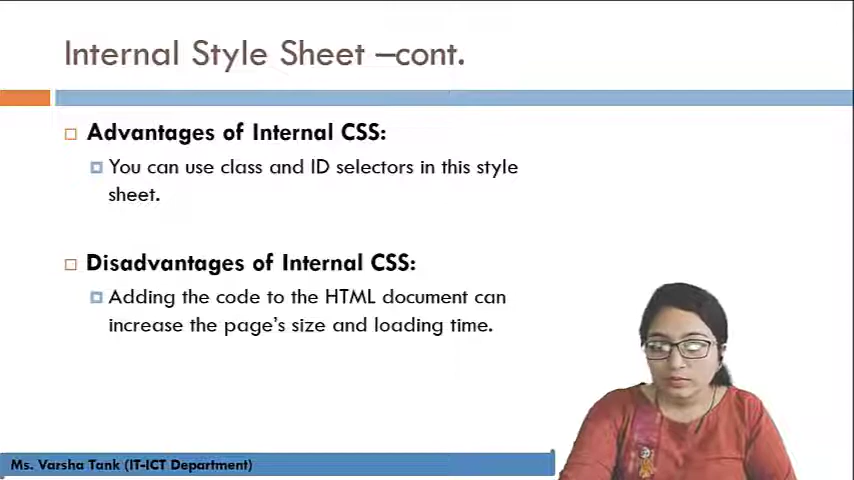 Internal Style Sheet –cont.
Advantages of Internal CSS:
You can use class and ID selectors in this style
sheet.
Disadvantages of Internal CSS:
Adding the code to the HTML document can
increase the page's size and loading time.
Ms. Varsha Tank (IT-ICT Department)